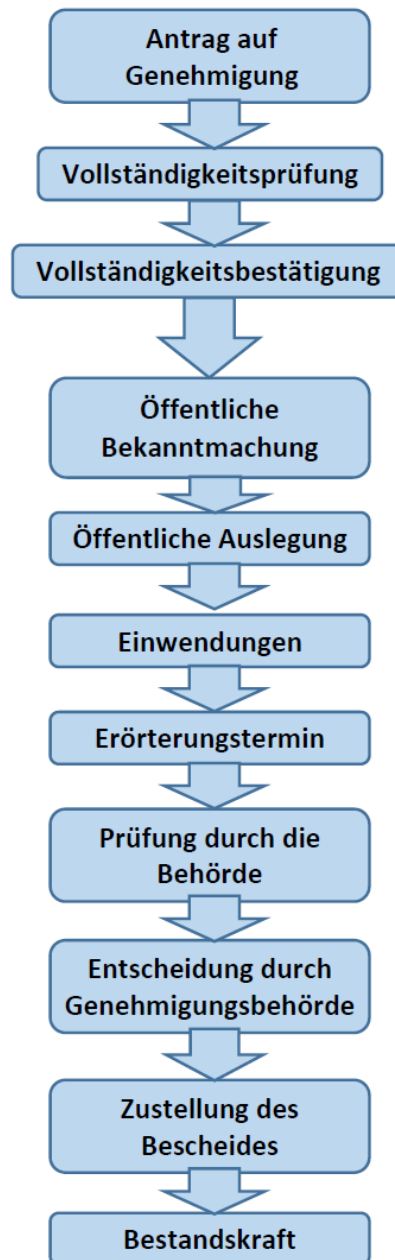 Antrag auf
Genehmigung
Vollständigkeitsprüfung
Vollständigkeitsbestätigung
Öffentliche
Bekanntmachung
Öffentliche Auslegung
Einwendungen
Erörterungstermin
Prüfung durch die
Behörde
Entscheidung durch
Genehmigungsbehörde
Zustellung des
Bescheides
Bestandskraft